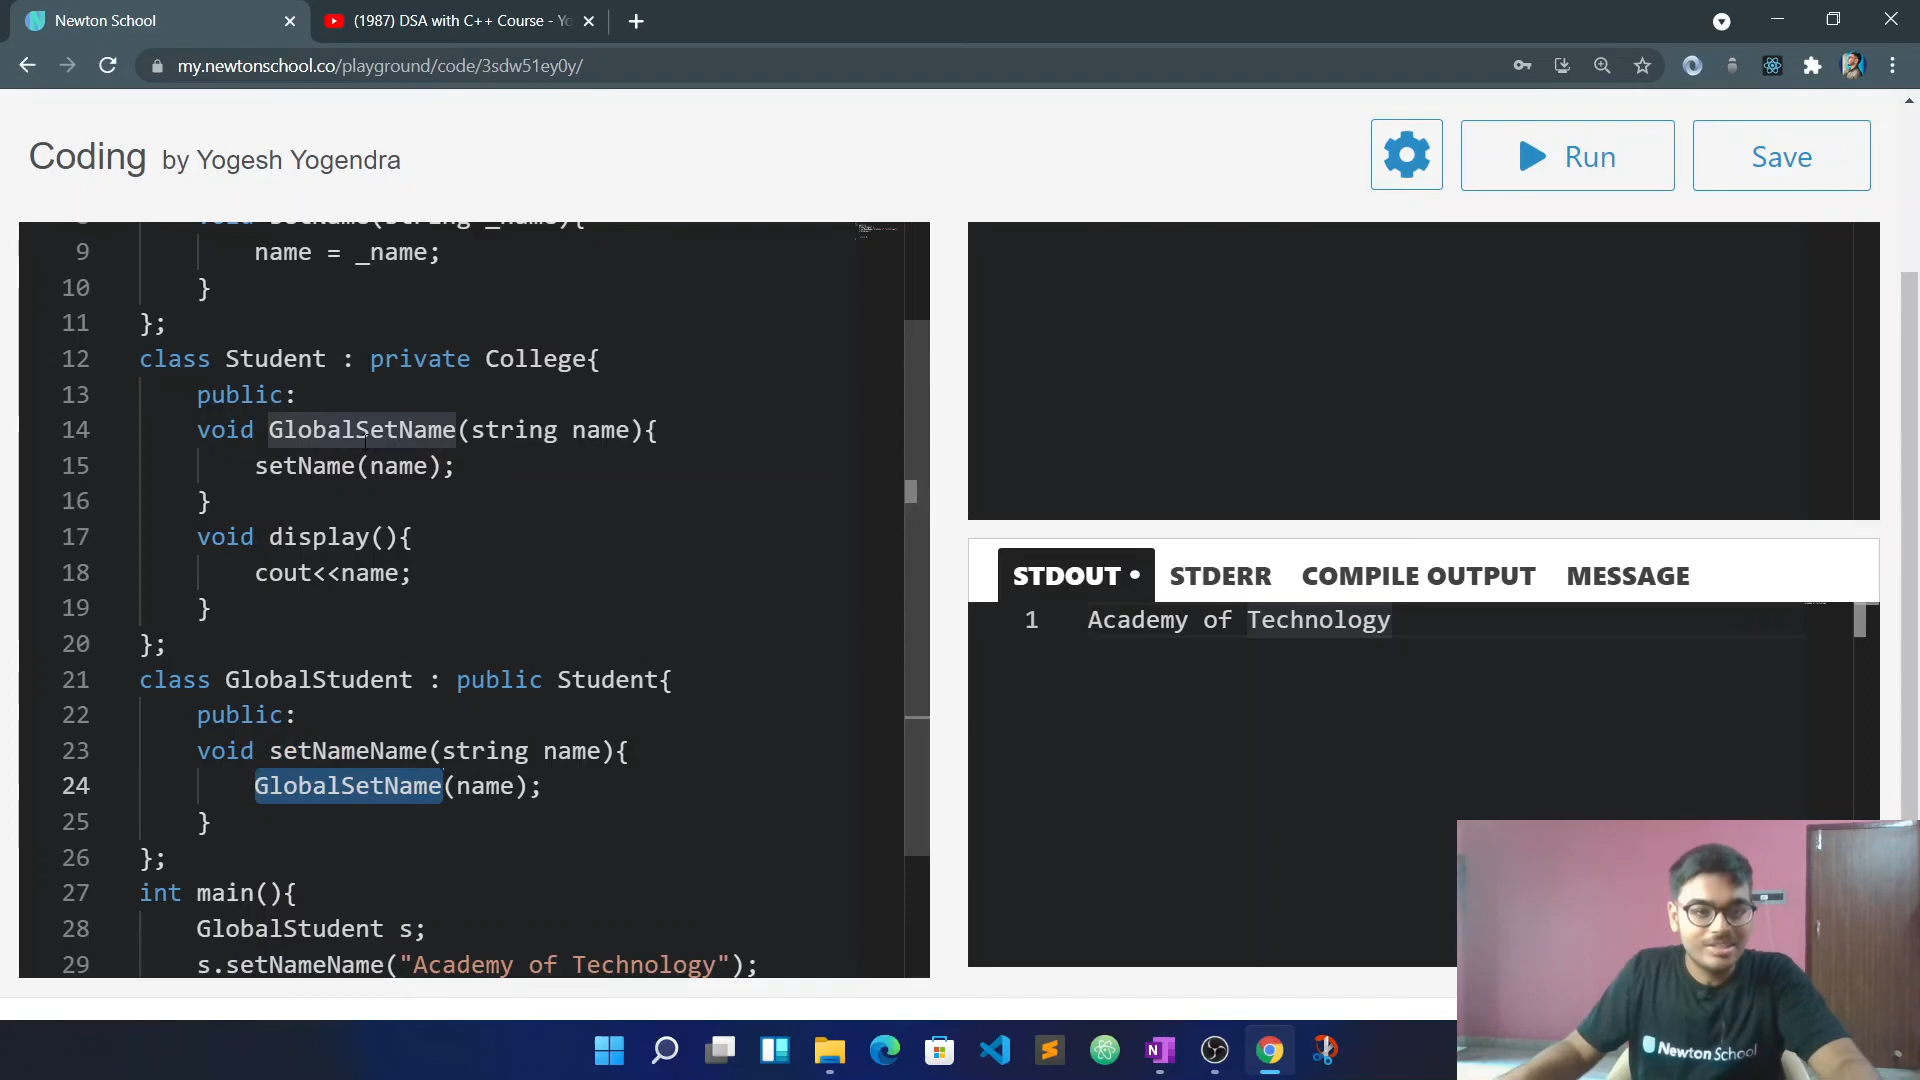 Newton School
(1987) DSA with C++ Course - Yo
my.newtonschool.co/playground/code/3sdw51ey0y/
Coding by Yogesh Yogendra
Run
Save
void setName(string _name){
9 name = _name;
10 }
11 };
12 class Student : private College{
13 public:
14 void GlobalSetName(string name){
15 setName(name);
16 }
17 void display(){
18 cout<<name;
19 }
20 };
21 class GlobalStudent : public Student{
22 public:
23 void setNameName(string name){
24 GlobalSetName(name);
25 }
26 };
27 int main(){
28 GlobalStudent s;
29 s.setNameName("Academy of Technology");
STDOUT • STDERR COMPILE OUTPUT MESSAGE
1 Academy of Technology
Newton School